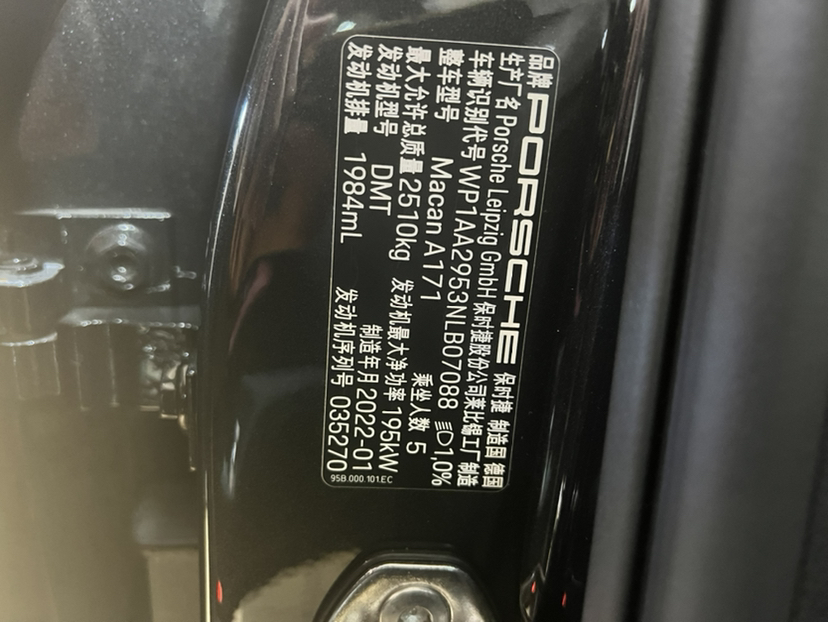 品牌 PORSCHE 保时捷 制造国 德国
生产厂名 Porsche Leipzig GmbH 保时捷股份公司莱比锡工厂 制造
车辆识别代号 WP1AA2953NLB07088 1,0%
整车型号 Macan A171 乘坐人数 5
最大允许总质量 2510kg 发动机最大净功率 195kW
发动机型号 DMT 制造年月 2022-01
发动机排量 1984mL 发动机序列号 035270
95B.000.101.EC